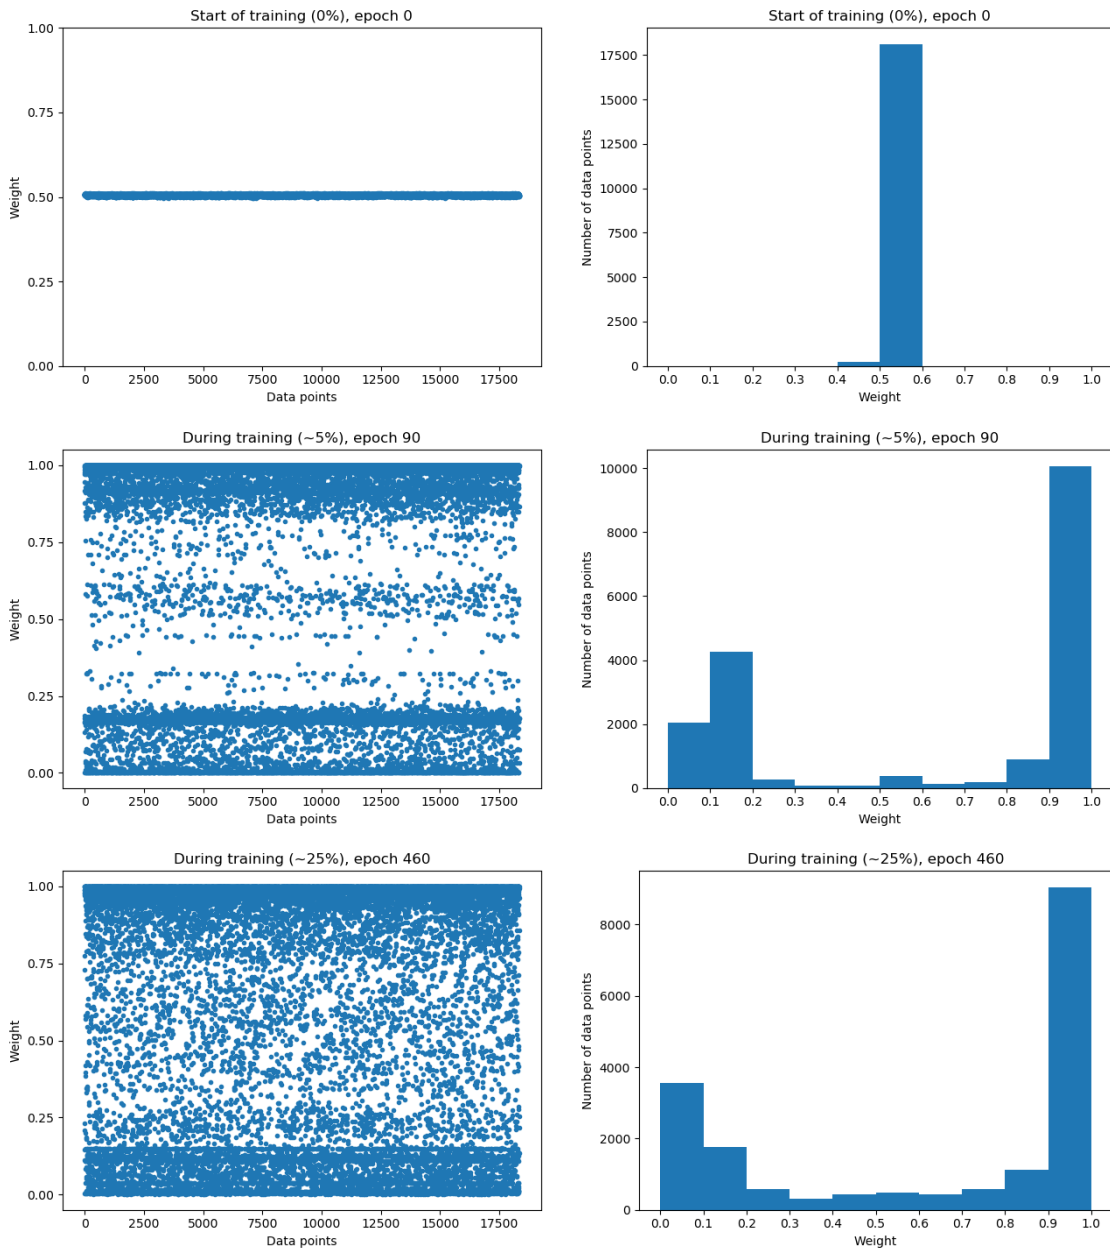 Start of training (0%), epoch 0
1.00
0.75
0.50
0.25
0.00
Weight
0 2500 5000 7500 10000 12500 15000 17500
Data points
Start of training (0%), epoch 0
17500
15000
12500
10000
7500
5000
2500
0
Number of data points
0.0 0.1 0.2 0.3 0.4 0.5 0.6 0.7 0.8 0.9 1.0
Weight
During training (~5%), epoch 90
1.00
0.75
0.50
0.25
0.00
Weight
0 2500 5000 7500 10000 12500 15000 17500
Data points
During training (~5%), epoch 90
10000
8000
6000
4000
2000
0
Number of data points
0.0 0.1 0.2 0.3 0.4 0.5 0.6 0.7 0.8 0.9 1.0
Weight
During training (~25%), epoch 460
1.00
0.75
0.50
0.25
0.00
Weight
0 2500 5000 7500 10000 12500 15000 17500
Data points
During training (~25%), epoch 460
8000
6000
4000
2000
0
Number of data points
0.0 0.1 0.2 0.3 0.4 0.5 0.6 0.7 0.8 0.9 1.0
Weight